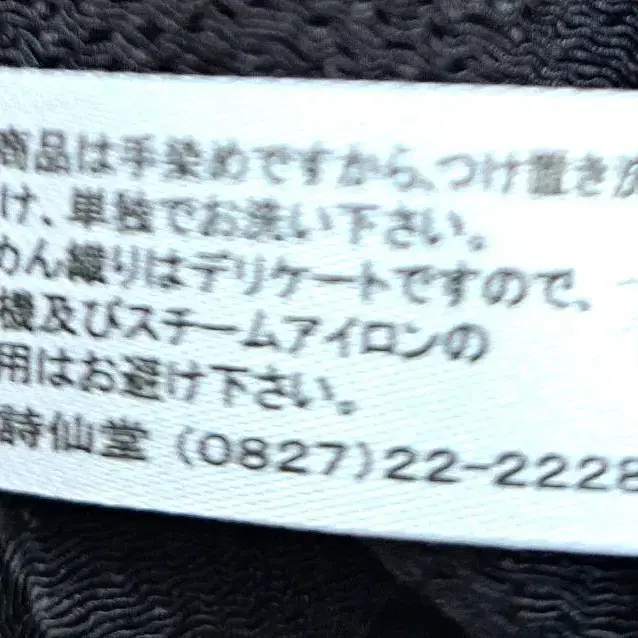 商品は手染めですから、つけ置き洗
け、単独でお洗い下さい。
めん織りはデリケートですので、
機及びスチームアイロンの
用はお避け下さい。
詩仙堂 (0827)22-2228